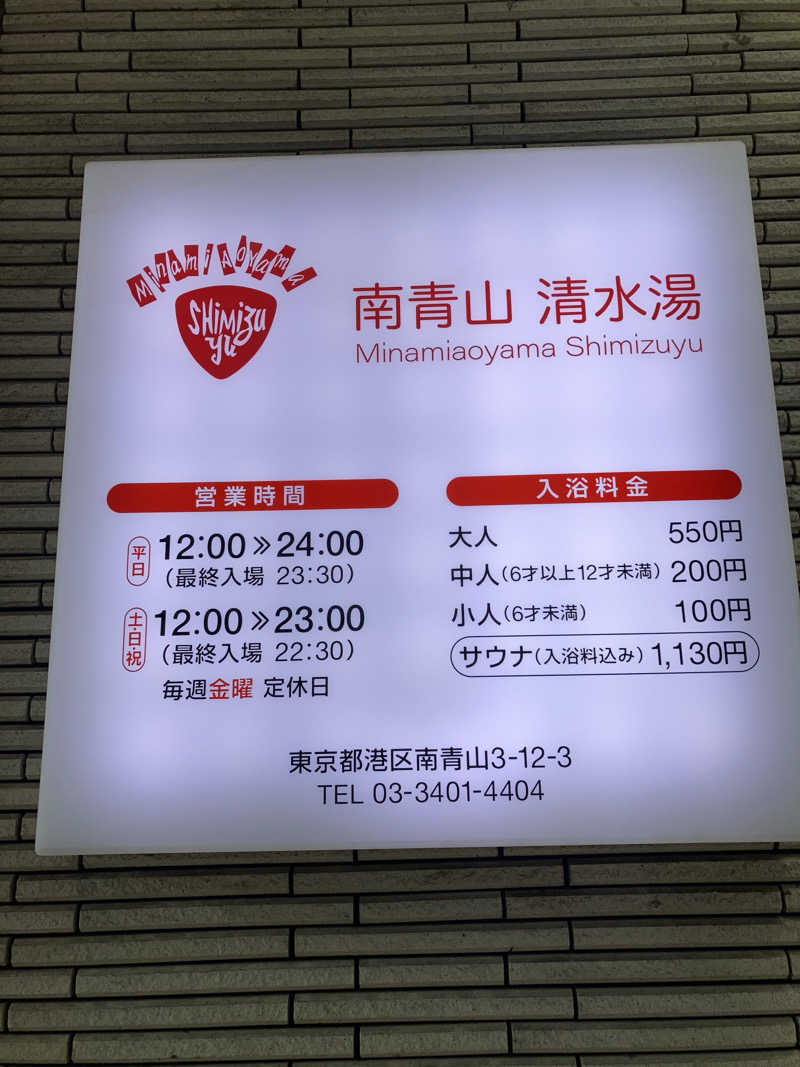 MinamiAOYama
SHIMIZU
yu
南青山 清水湯
Minamiaoyama Shimizuyu
営業時間
平日 12:00 » 24:00
(最終入場 23:30)
土・日・祝 12:00 » 23:00
(最終入場 22:30)
毎週金曜 定休日
入浴料金
大人 550円
中人(6才以上12才未満) 200円
小人(6才未満) 100円
サウナ(入浴料込み) 1,130円
東京都港区南青山3-12-3
TEL 03-3401-4404